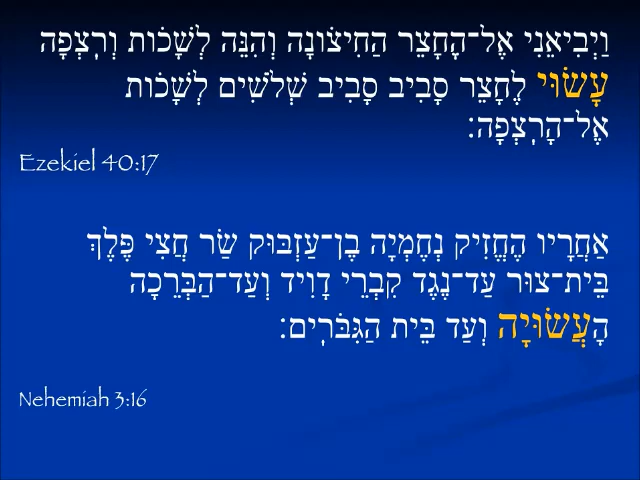 וַיְבִיאֵנִי אֶל־הֶחָצֵר הַחִיצוֹנָה וְהִנֵּה לְשָׁכוֹת וְרִצְפָה
עָשׂוּי לֶחָצֵר סָבִיב סָבִיב שְׁלֹשִׁים לְשָׁכוֹת
אֶל־הָרִצְפָה׃
Ezekiel 40:17
אַחֲרָיו הֶחֱזִיק נְחֶמְיָה בֶן־עַזְבּוּק שַׂר חֲצִי פֶּלֶךְ
בֵּית־צוּר עַד־נֶגֶד קִבְרֵי דָוִיד וְעַד־הַבְּרֵכָה
הָעֲשׂוּיָה וְעַד בֵּית הַגִּבֹּרִים׃
Nehemiah 3:16